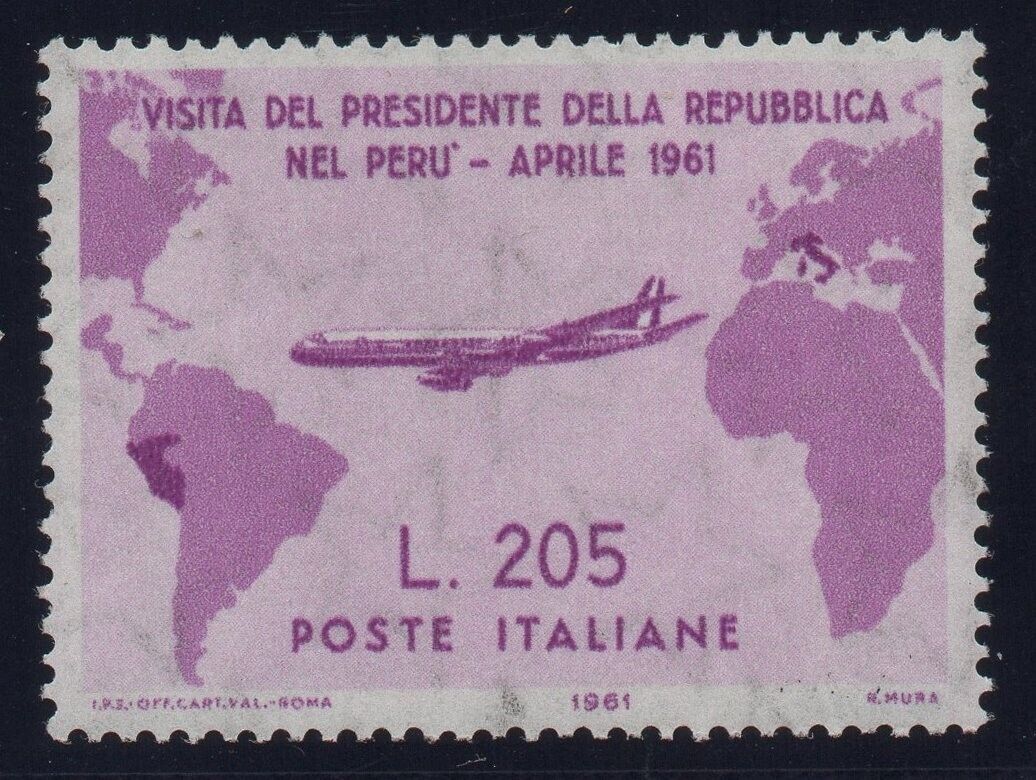 VISITA DEL PRESIDENTE DELLA REPUBBLICA
NEL PERU' - APRILE 1961
L. 205
POSTE ITALIANE
I.P.S.-OFF.CART.VAL.-ROMA 1961 R.MURA